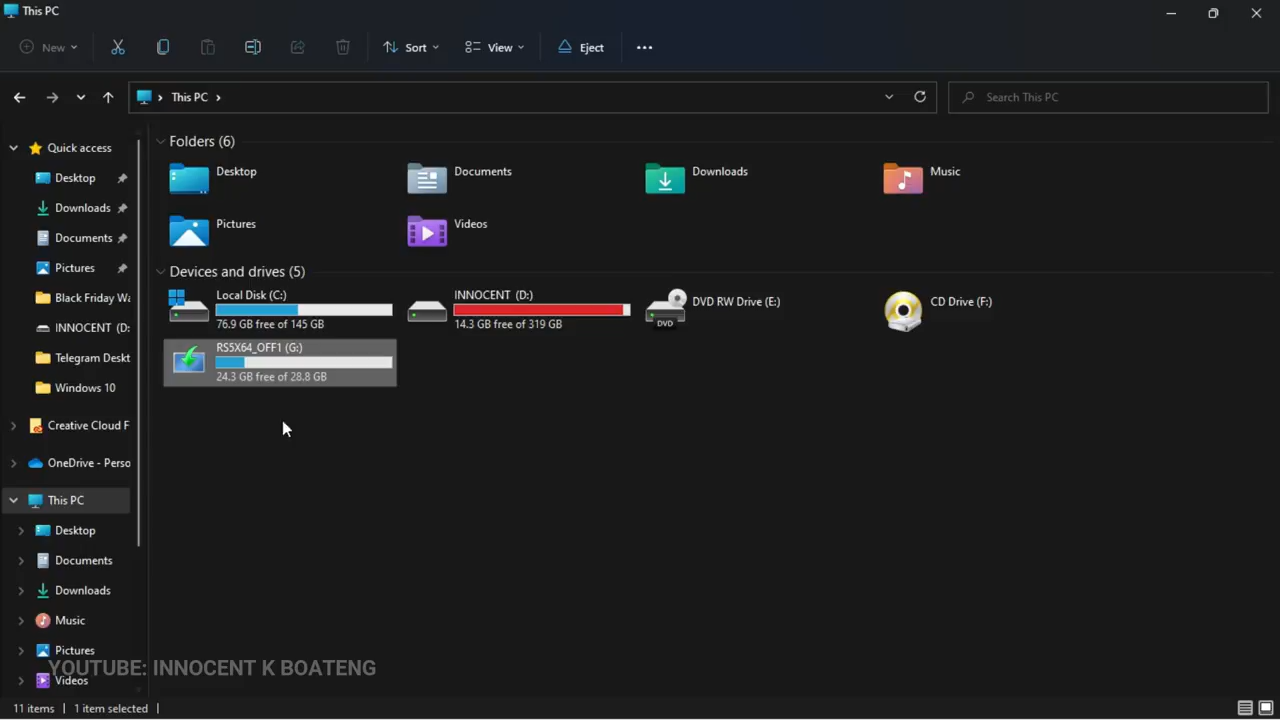 This PC
New
Sort
View
Eject
This PC
Search This PC
Quick access
Desktop
Downloads
Documents
Pictures
Black Friday Wa
INNOCENT (D:
Telegram Deskt
Windows 10
Creative Cloud F
OneDrive - Perso
This PC
Desktop
Documents
Downloads
Music
Pictures
Videos
Folders (6)
Desktop
Documents
Downloads
Music
Pictures
Videos
Devices and drives (5)
Local Disk (C:)
76.9 GB free of 145 GB
INNOCENT (D:)
14.3 GB free of 319 GB
DVD RW Drive (E:)
DVD
CD Drive (F:)
RS5X64_OFF1 (G:)
24.3 GB free of 28.8 GB
YOUTUBE: INNOCENT K BOATENG
11 items
1 item selected